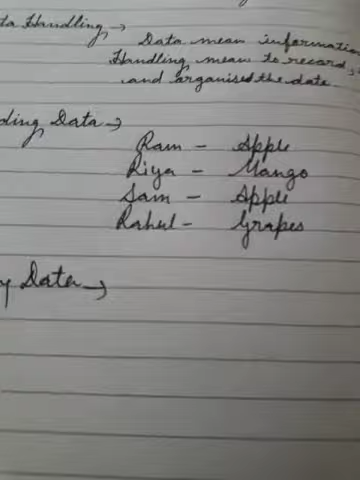 ta Handling →
Data mean information
Handling mean to record,
and organised the data.
ding Data →
Ram - Apple
Riya - Mango
Sam - Apple
Rahul - Grapes
y Data →